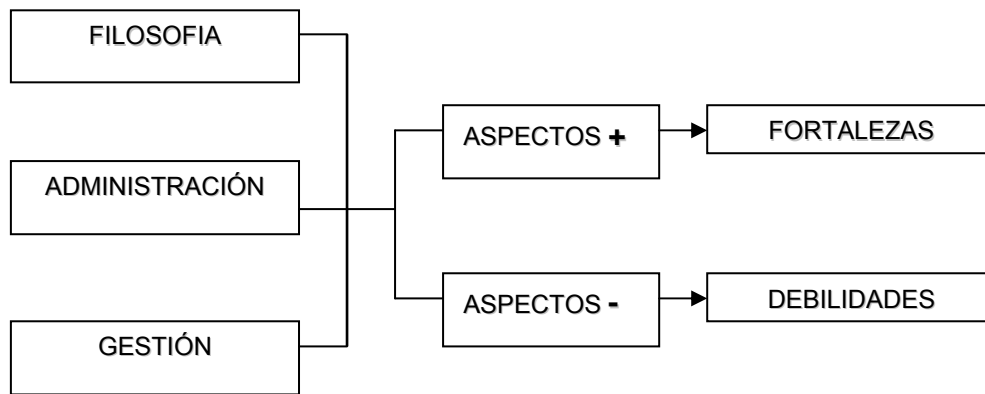 FILOSOFIA
ADMINISTRACIÓN
GESTIÓN
ASPECTOS +
ASPECTOS -
FORTALEZAS
DEBILIDADES